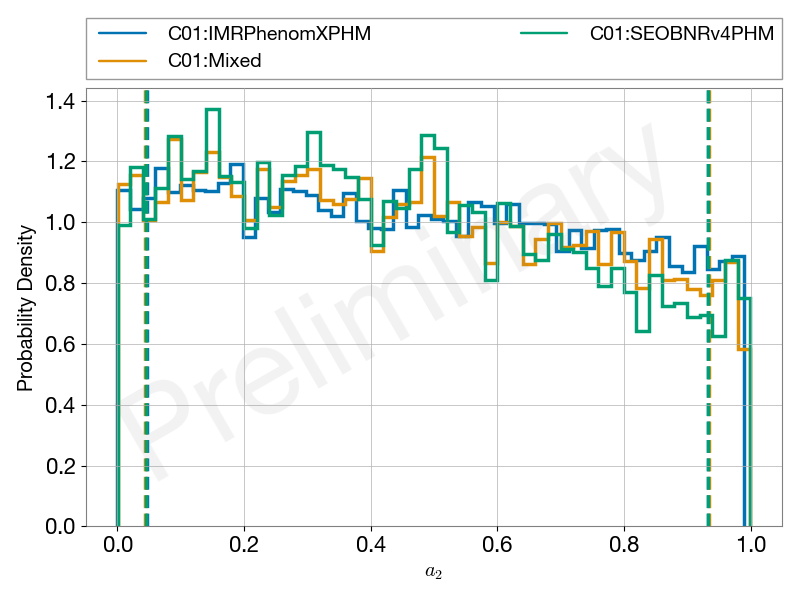 C01:IMRPhenomXPHM
C01:SEOBNRv4PHM
C01:Mixed
Probability Density
1.4
1.2
1.0
0.8
0.6
0.4
0.2
0.0
Preliminary
0.0 0.2 0.4 0.6 0.8 1.0
a₂